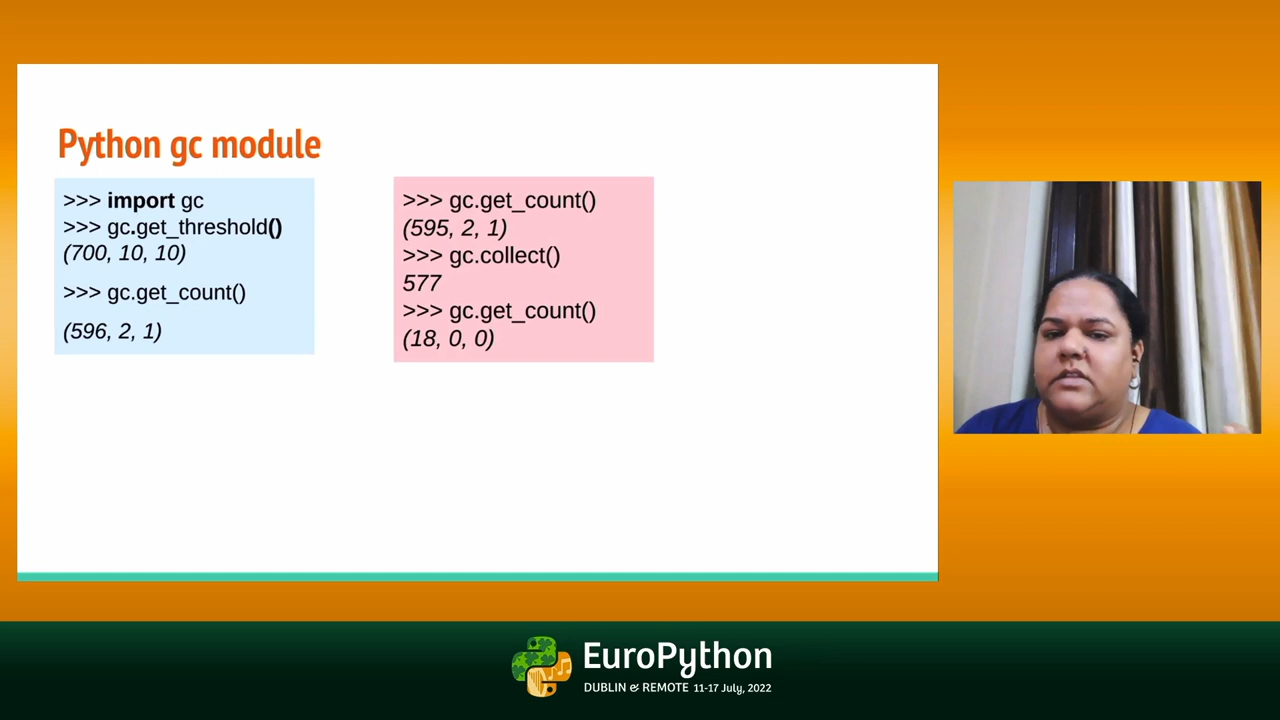 Python gc module
>>> import gc
>>> gc.get_threshold()
(700, 10, 10)
>>> gc.get_count()
(596, 2, 1)
>>> gc.get_count()
(595, 2, 1)
>>> gc.collect()
577
>>> gc.get_count()
(18, 0, 0)
EuroPython
DUBLIN & REMOTE 11-17 July, 2022